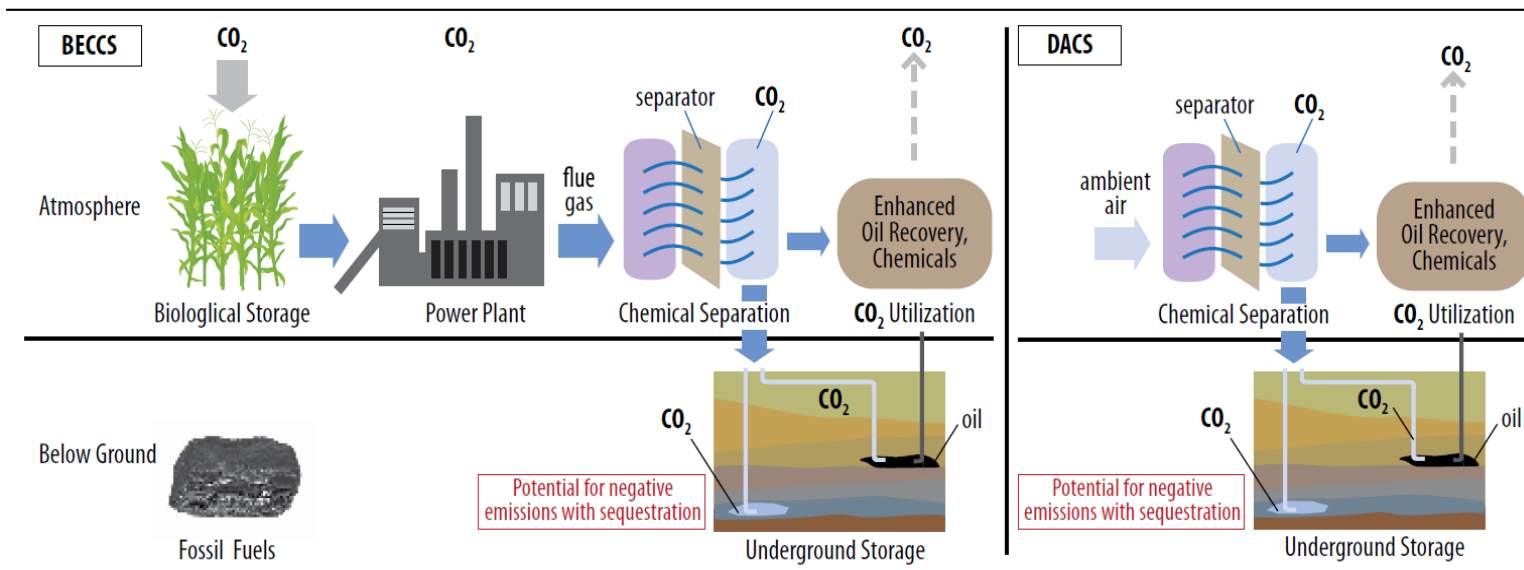 BECCS
CO2
CO2
CO2
separator
CO2
flue
gas
Atmosphere
Enhanced
Oil Recovery,
Chemicals
Biologlical Storage
Power Plant
Chemical Separation
CO2 Utilization
CO2
CO2
oil
Below Ground
Potential for negative
emissions with sequestration
Fossil Fuels
Underground Storage
DACS
CO2
separator
CO2
ambient
air
Enhanced
Oil Recovery,
Chemicals
Chemical Separation
CO2 Utilization
CO2
CO2
oil
Potential for negative
emissions with sequestration
Underground Storage